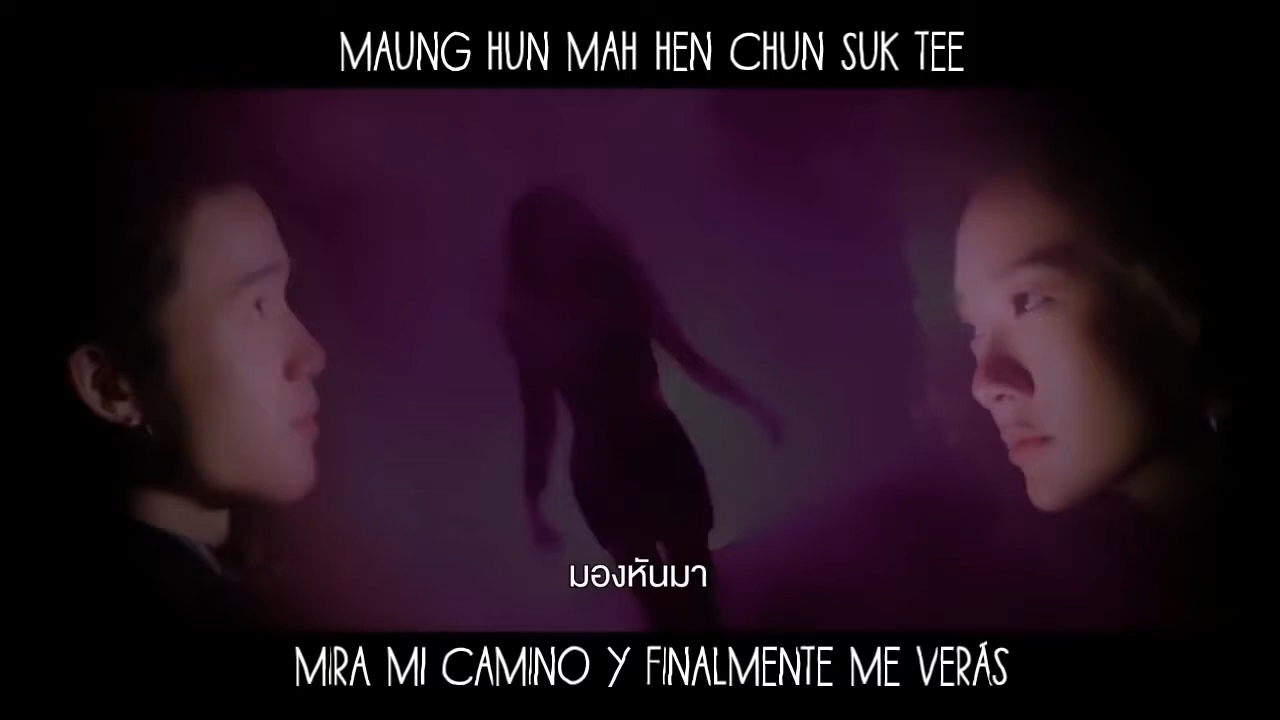 MAUNG HUN MAH HEN CHUN SUK TEE
มองหันมา
MIRA MI CAMINO Y FINALMENTE ME VERÁS